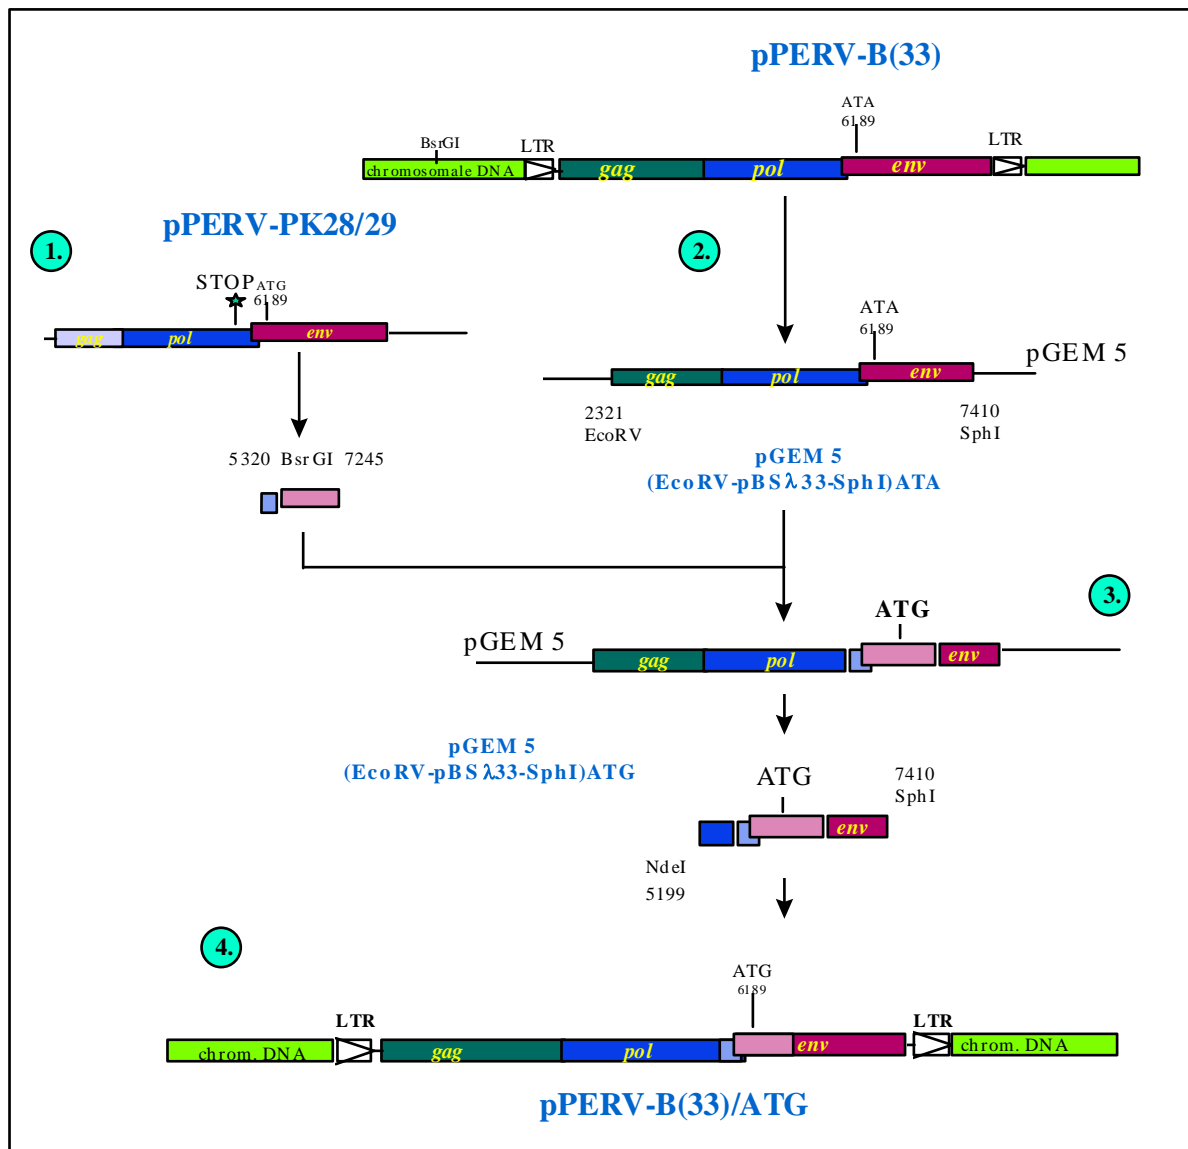 pPERV-B(33)
ATA
6189
BsrGI
LTR
LTR
chromosomale DNA
gag
pol
env
pPERV-PK28/29
1.
2.
STOP
ATG
6189
gag
pol
env
ATA
6189
pGEM 5
gag
pol
env
2321
EcoRV
7410
SphI
5320 BsrGI 7245
pGEM 5
(EcoRV-pBSλ33-SphI)ATA
3.
ATG
pGEM 5
gag
pol
env
pGEM 5
(EcoRV-pBSλ33-SphI)ATG
ATG
7410
SphI
env
NdeI
5199
4.
ATG
6189
LTR
LTR
chrom. DNA
gag
pol
env
chrom. DNA
pPERV-B(33)/ATG